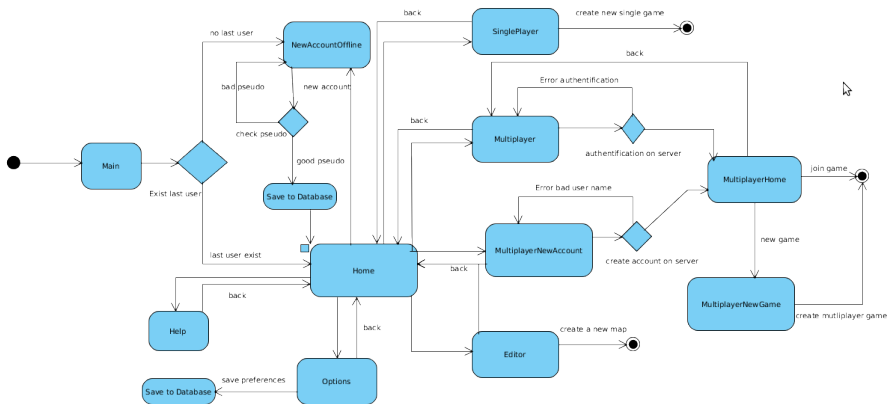 back
create new single game
SinglePlayer
no last user
NewAccountOffline
back
Error authentification
bad pseudo
new account
back
check pseudo
Multiplayer
authentification on server
Main
good pseudo
join game
MultiplayerHome
Exist last user
Save to Database
Error bad user name
new game
last user exist
MultiplayerNewAccount
create account on server
Home
back
back
MultiplayerNewGame
create mutliplayer game
Help
back
create a new map
Editor
save preferences
Options
Save to Database